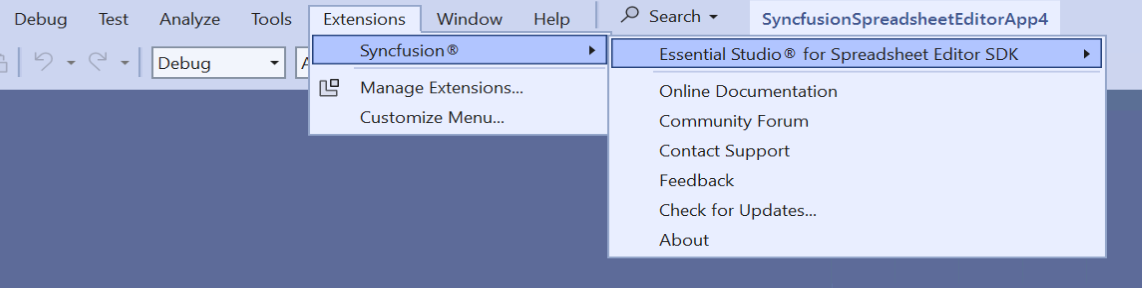 Debug Test Analyze Tools Extensions Window Help Search SyncfusionSpreadsheetEditorApp4
Syncfusion® Essential Studio® for Spreadsheet Editor SDK
Debug
Manage Extensions... Online Documentation
Customize Menu... Community Forum
Contact Support
Feedback
Check for Updates...
About